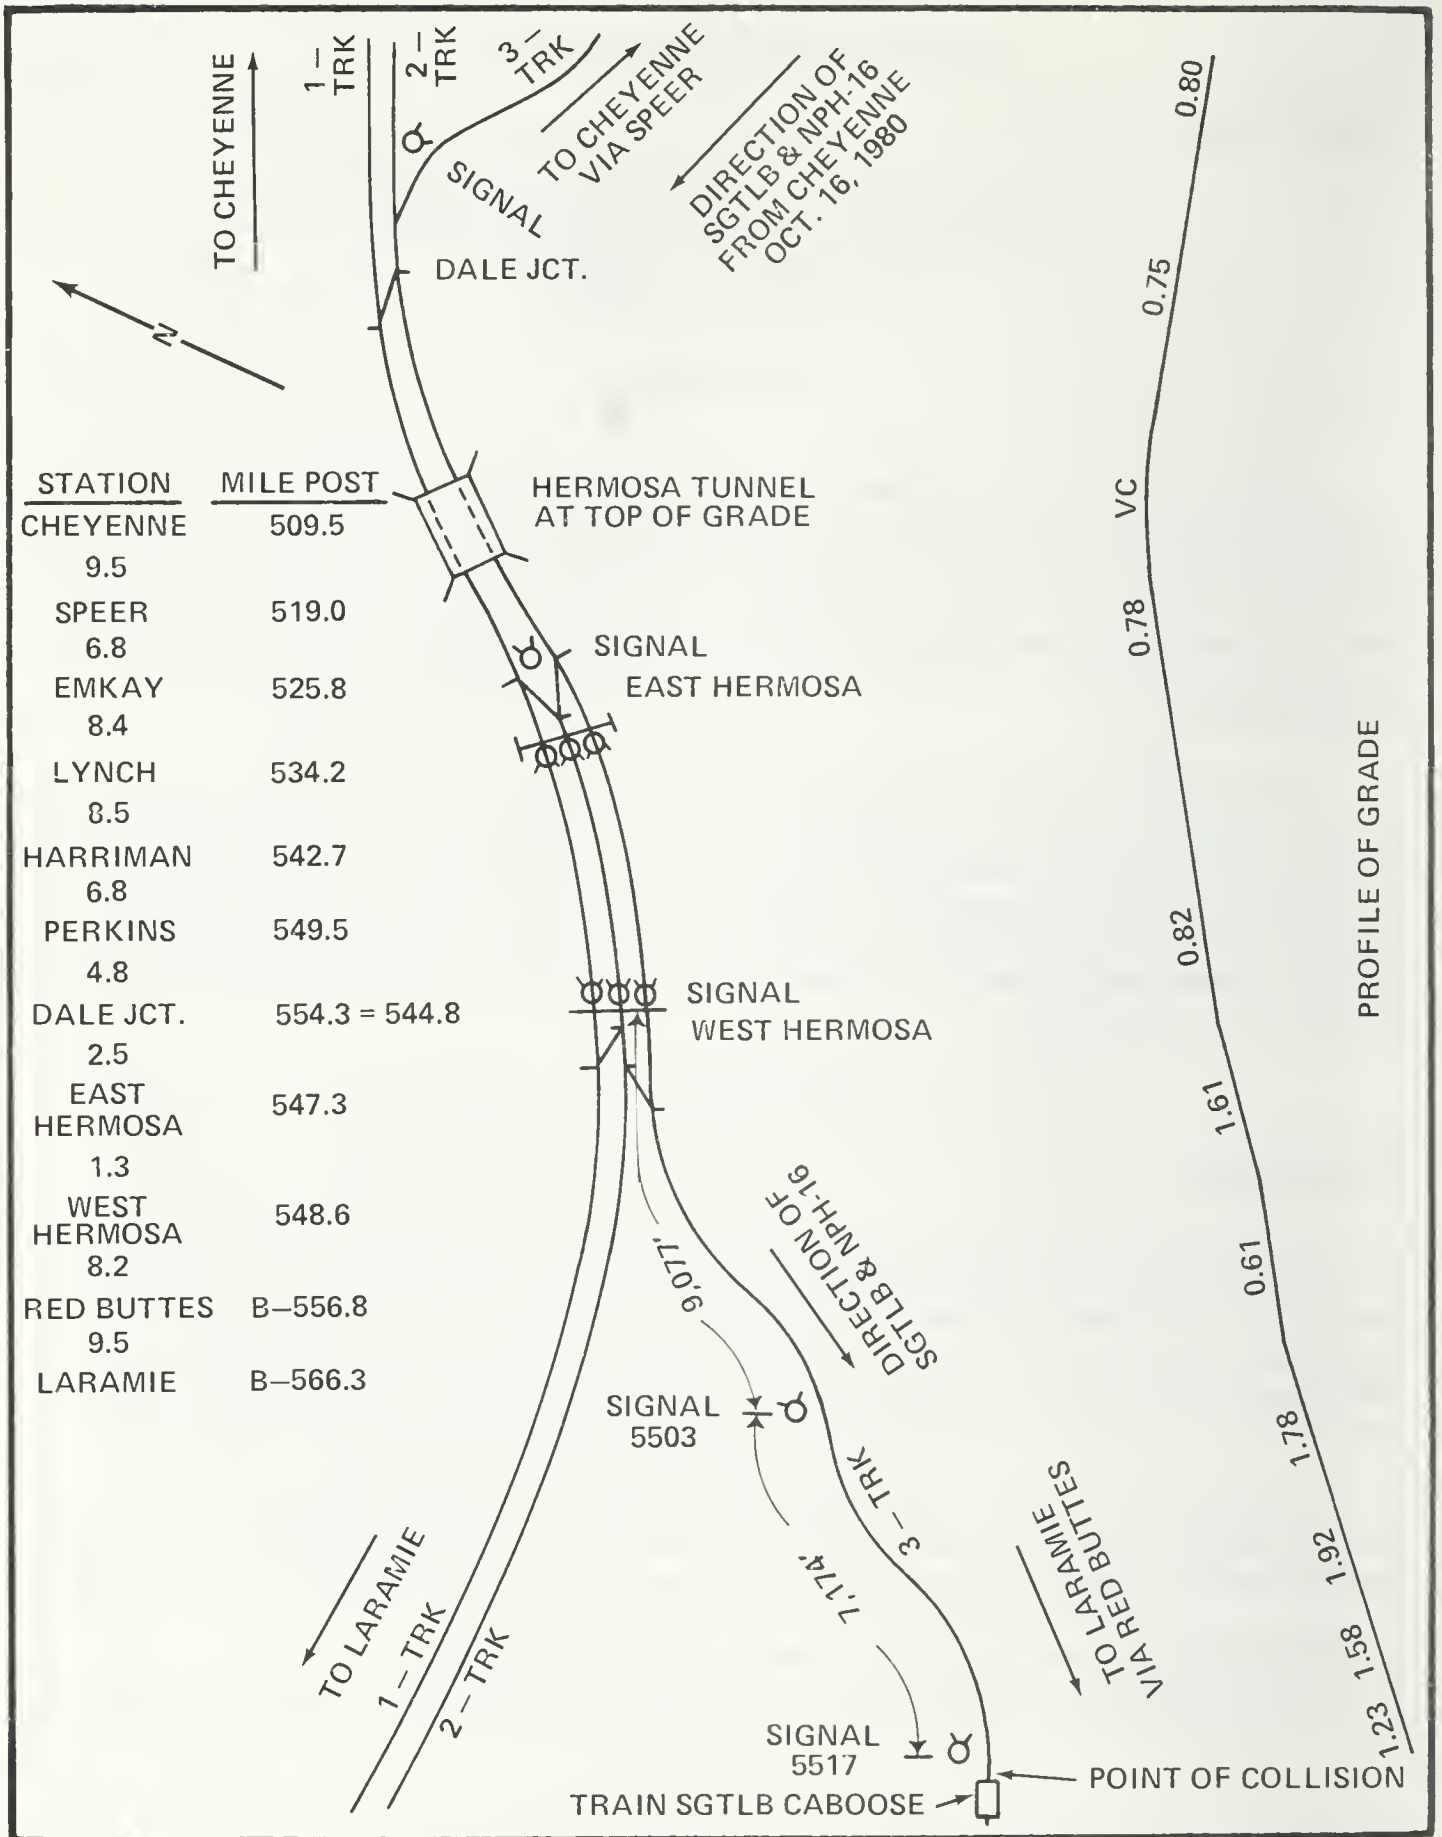 1 – TRK
2 – TRK
3 – TRK
TO CHEYENNE
TO CHEYENNE
VIA SPEER
DIRECTION OF
SGTLB & NPH-16
FROM CHEYENNE
OCT. 16, 1980
SIGNAL
DALE JCT.
N
HERMOSA TUNNEL
AT TOP OF GRADE
SIGNAL
EAST HERMOSA
SIGNAL
WEST HERMOSA
STATION MILE POST
CHEYENNE 509.5
9.5
SPEER 519.0
6.8
EMKAY 525.8
8.4
LYNCH 534.2
8.5
HARRIMAN 542.7
6.8
PERKINS 549.5
4.8
DALE JCT. 554.3 = 544.8
2.5
EAST
HERMOSA 547.3
1.3
WEST
HERMOSA 548.6
8.2
RED BUTTES B–556.8
9.5
LARAMIE B–566.3
9,077'
DIRECTION OF
SGTLB & NPH-16
SIGNAL
5503
3 – TRK
7,174'
TO LARAMIE
1 – TRK
2 – TRK
TO LARAMIE
VIA RED BUTTES
SIGNAL
5517
POINT OF COLLISION
TRAIN SGTLB CABOOSE
0.80
0.75
VC
0.78
0.82
1.61
0.61
1.78
1.92
1.58
1.23
PROFILE OF GRADE